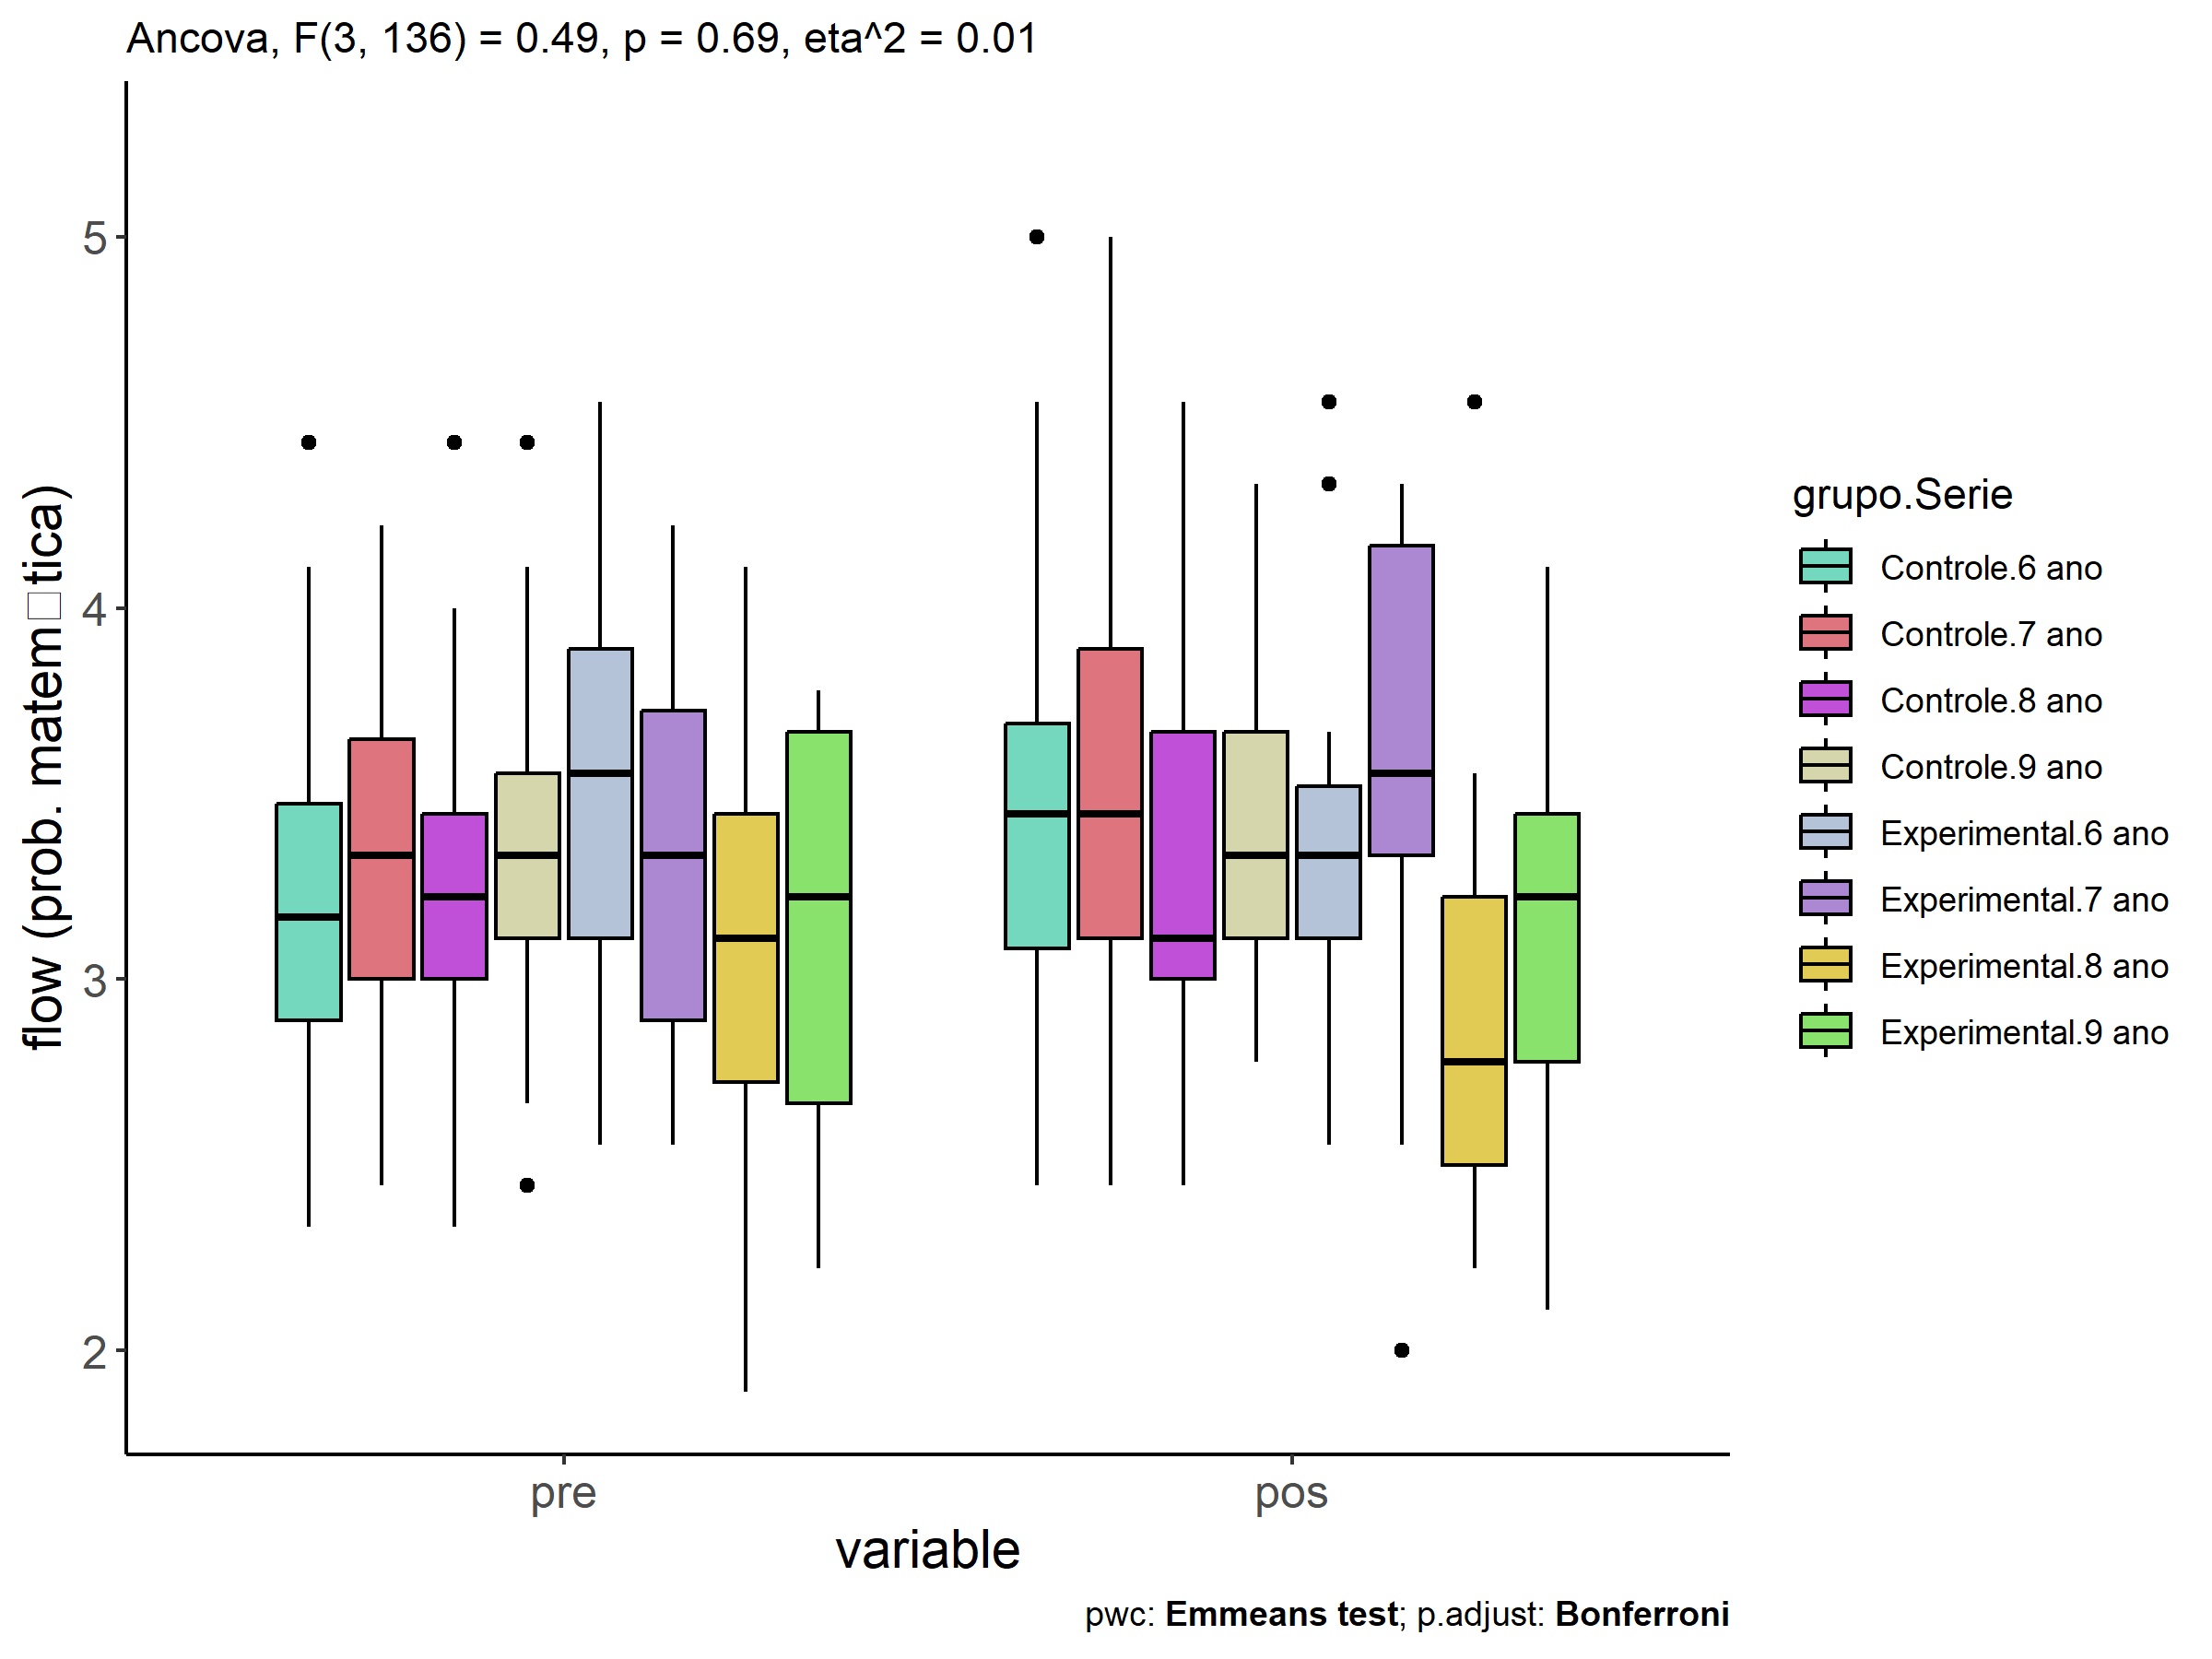 Ancova, F(3, 136) = 0.49, p = 0.69, eta^2 = 0.01
flow (prob. matem□tica)
5
4
3
2
pre
pos
variable
grupo.Serie
Controle.6 ano
Controle.7 ano
Controle.8 ano
Controle.9 ano
Experimental.6 ano
Experimental.7 ano
Experimental.8 ano
Experimental.9 ano
pwc: Emmeans test; p.adjust: Bonferroni